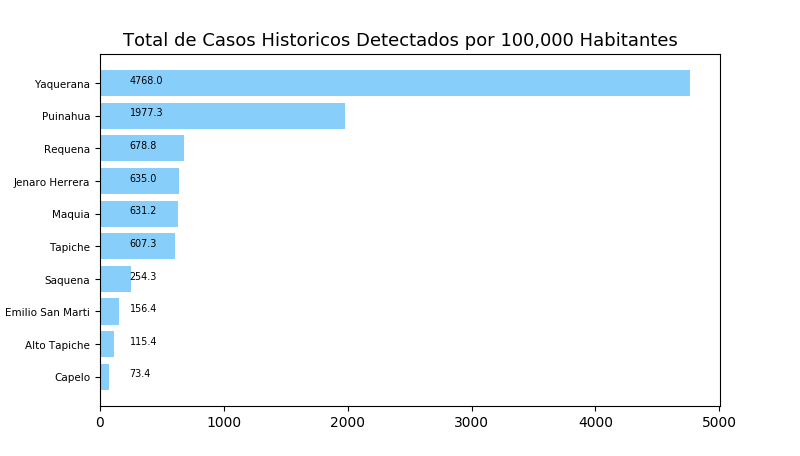 Total de Casos Historicos Detectados por 100,000 Habitantes
Yaquerana 4768.0
Puinahua 1977.3
Requena 678.8
Jenaro Herrera 635.0
Maquia 631.2
Tapiche 607.3
Saquena 254.3
Emilio San Marti 156.4
Alto Tapiche 115.4
Capelo 73.4
0 1000 2000 3000 4000 5000